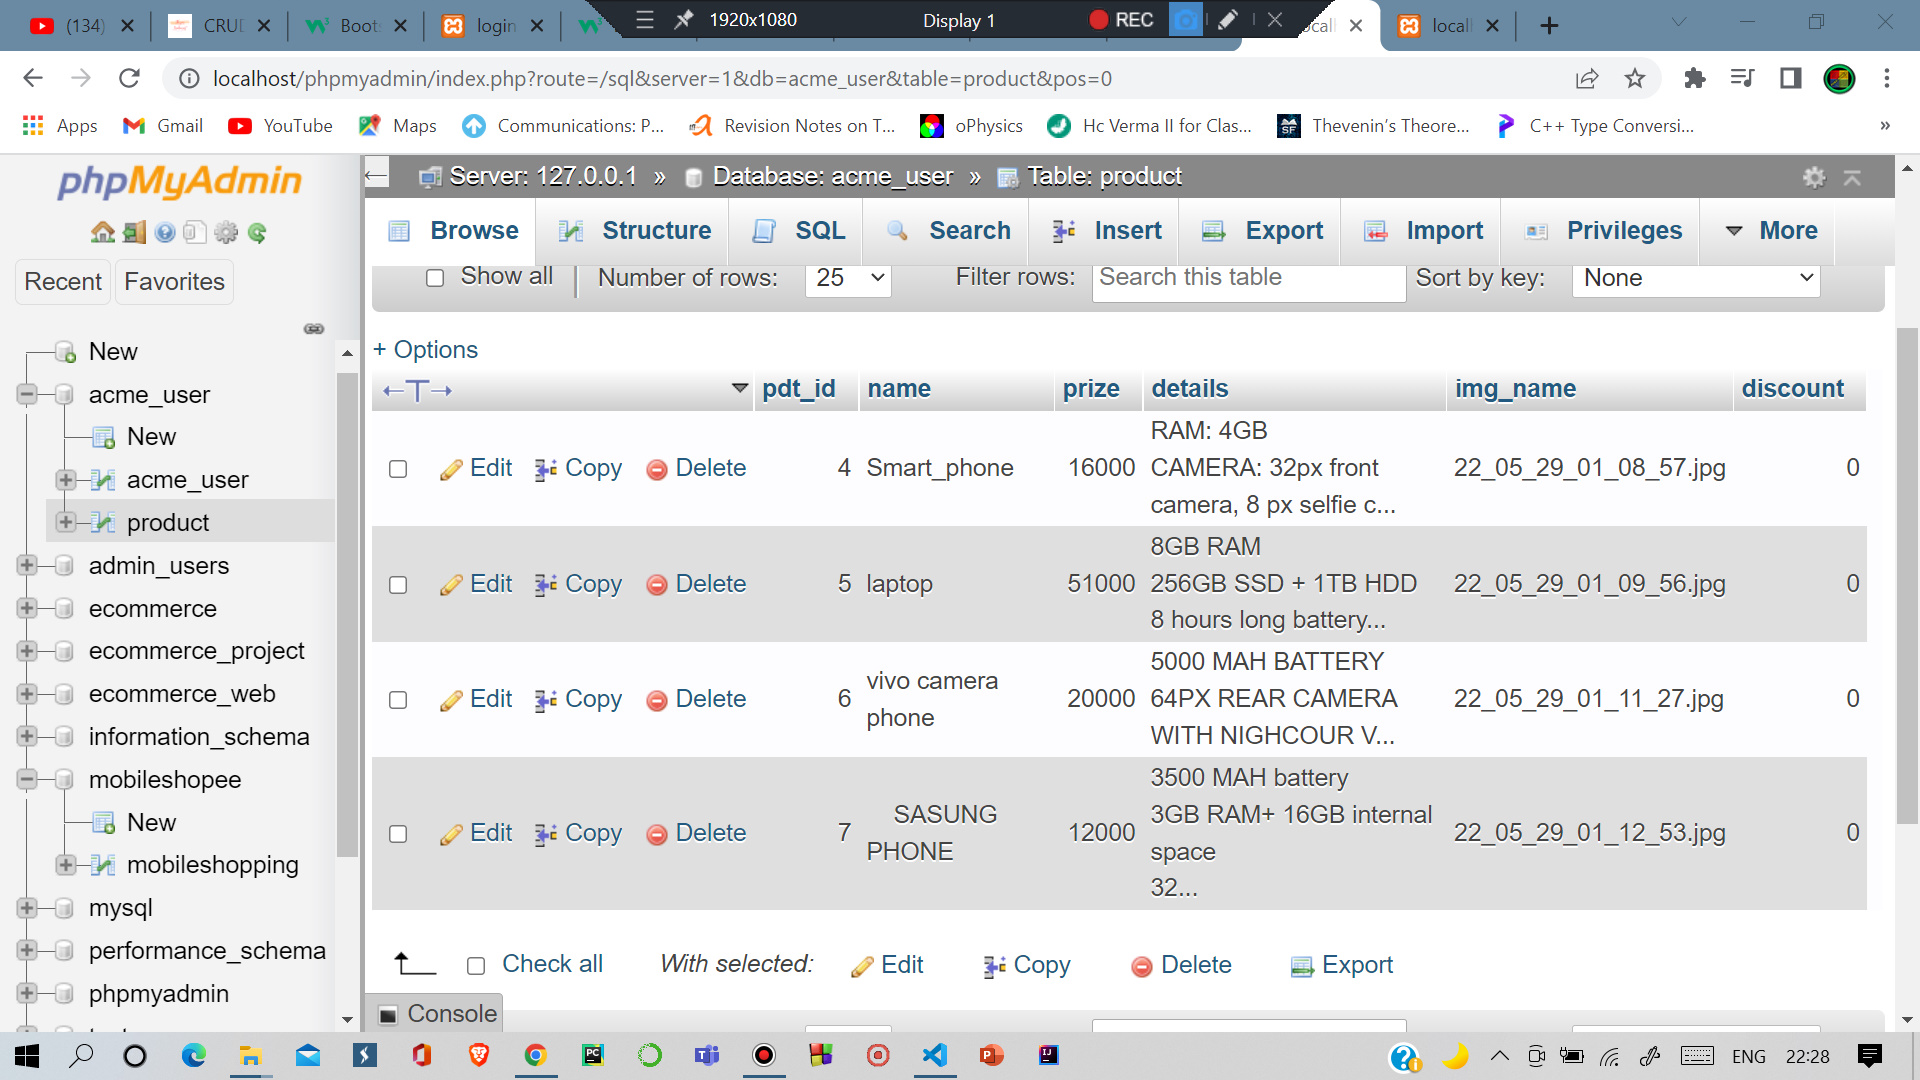 (134)
CRUD
Boots
login
1920x1080
Display 1
REC
locall
locall
localhost/phpmyadmin/index.php?route=/sql&server=1&db=acme_user&table=product&pos=0
Apps
Gmail
YouTube
Maps
Communications: P...
Revision Notes on T...
oPhysics
Hc Verma II for Clas...
Thevenin's Theore...
C++ Type Conversi...
»
phpMyAdmin
Recent
Favorites
New
acme_user
New
acme_user
product
admin_users
ecommerce
ecommerce_project
ecommerce_web
information_schema
mobileshopee
New
mobileshopping
mysql
performance_schema
phpmyadmin
Server: 127.0.0.1 » Database: acme_user » Table: product
Browse
Structure
SQL
Search
Insert
Export
Import
Privileges
More
Show all
Number of rows:
25
Filter rows:
Search this table
Sort by key:
None
+ Options
←T→
pdt_id
name
prize
details
img_name
discount
Edit
Copy
Delete
4
Smart_phone
16000
RAM: 4GB
CAMERA: 32px front
camera, 8 px selfie c...
22_05_29_01_08_57.jpg
0
Edit
Copy
Delete
5
laptop
51000
8GB RAM
256GB SSD + 1TB HDD
8 hours long battery...
22_05_29_01_09_56.jpg
0
Edit
Copy
Delete
6
vivo camera
phone
20000
5000 MAH BATTERY
64PX REAR CAMERA
WITH NIGHCOUR V...
22_05_29_01_11_27.jpg
0
Edit
Copy
Delete
7
SASUNG
PHONE
12000
3500 MAH battery
3GB RAM+ 16GB internal
space
32...
22_05_29_01_12_53.jpg
0
Check all
With selected:
Edit
Copy
Delete
Export
Console
ENG
22:28